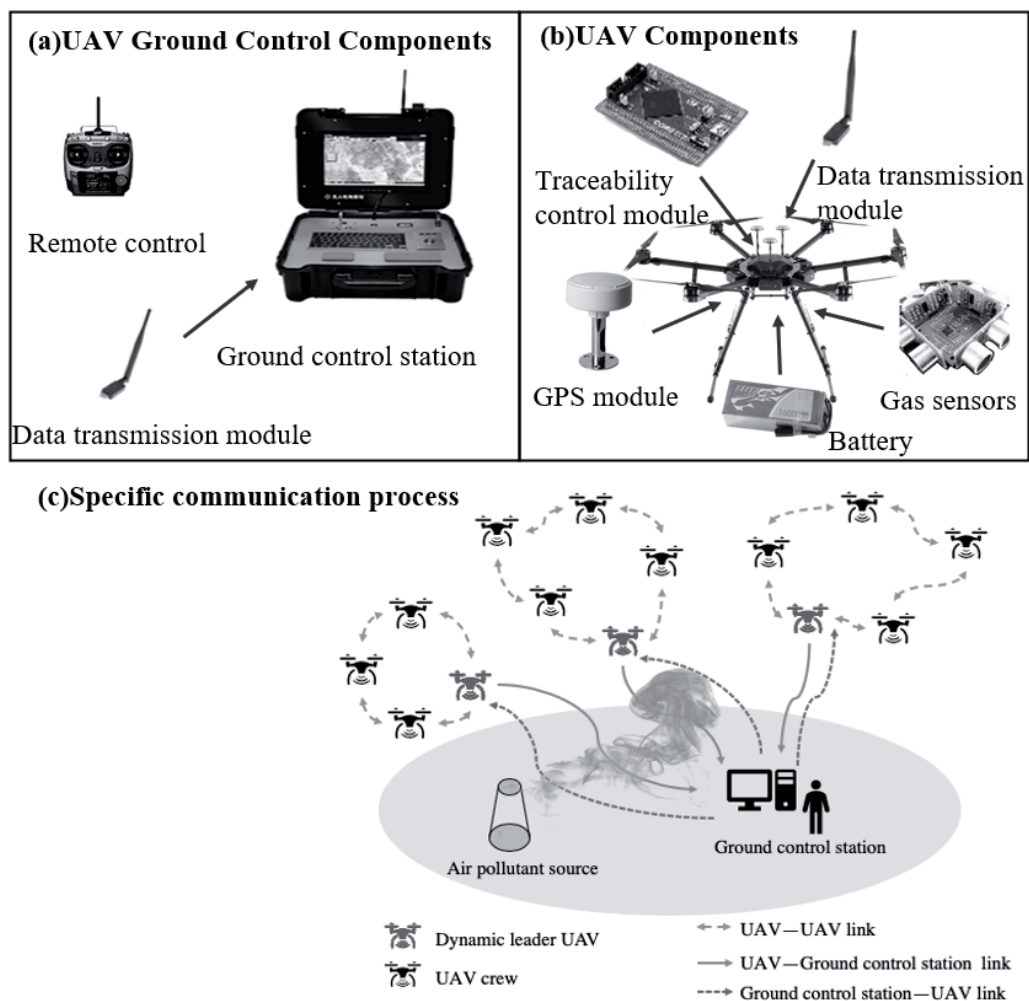 (a)UAV Ground Control Components
Remote control
Ground control station
Data transmission module
(b)UAV Components
Traceability
control module
Data transmission
module
GPS module
16000
Battery
Gas sensors
(c)Specific communication process
Air pollutant source
Ground control station
Dynamic leader UAV
UAV crew
UAV—UAV link
UAV—Ground control station link
Ground control station—UAV link